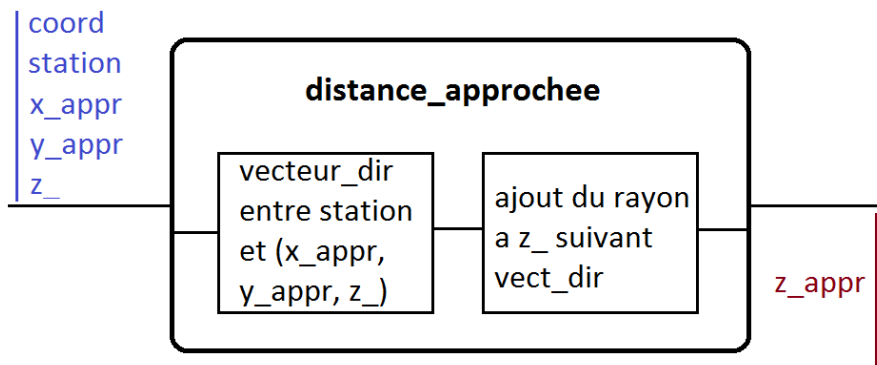 coord
station
x_appr
y_appr
z_
distance_approchee
vecteur_dir
entre station
et (x_appr,
y_appr, z_)
ajout du rayon
a z_ suivant
vect_dir
z_appr